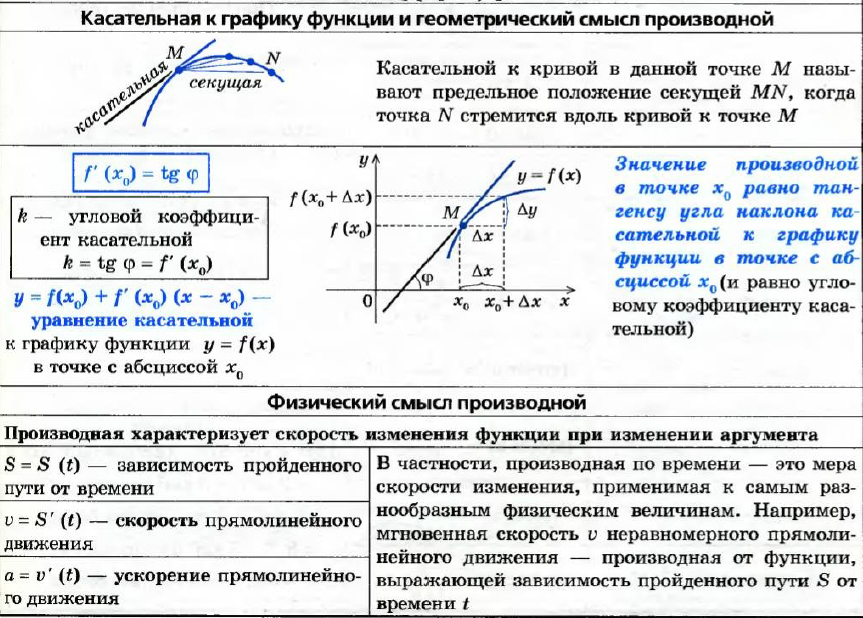 Касательная к графику функции и геометрический смысл производной
M
N
касательная
секущая
Касательной к кривой в данной точке M назы-
вают предельное положение секущей MN, когда
точка N стремится вдоль кривой к точке M
f′ (x₀) = tg φ
k — угловой коэффици-
ент касательной
k = tg φ = f′ (x₀)
y = f(x₀) + f′ (x₀) (x − x₀) —
уравнение касательной
к графику функции y = f(x)
в точке с абсциссой x₀
y
y = f(x)
f (x₀ + Δx)
M
Δy
f (x₀)
Δx
Δx
φ
0
x₀
x₀ + Δx
x
Значение производной
в точке x₀ равно тан-
генсу угла наклона ка-
сательной к графику
функции в точке с аб-
сциссой x₀ (и равно угло-
вому коэффициенту каса-
тельной)
Физический смысл производной
Производная характеризует скорость изменения функции при изменении аргумента
S = S (t) — зависимость пройденного
пути от времени
v = S′ (t) — скорость прямолинейного
движения
a = v′ (t) — ускорение прямолинейно-
го движения
В частности, производная по времени — это мера
скорости изменения, применимая к самым раз-
нообразным физическим величинам. Например,
мгновенная скорость v неравномерного прямоли-
нейного движения — производная от функции,
выражающей зависимость пройденного пути S от
времени t